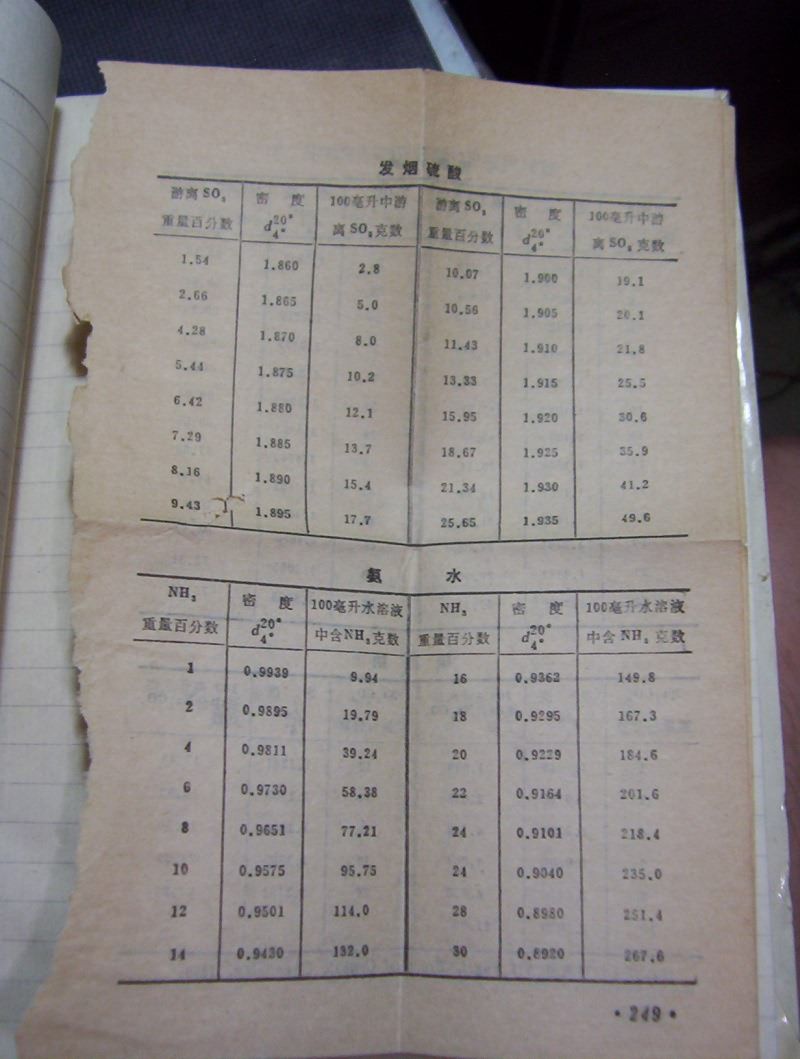 发烟硫酸
游离SO₃ 密 度 100毫升中游 游离SO₃ 密 度 100毫升中游
重量百分数 d₄°²⁰° 离SO₃克数 重量百分数 d₄°²⁰° 离SO₃克数
1.54 1.860 2.8 10.07 1.900 19.1
2.66 1.865 5.0 10.56 1.905 20.1
4.28 1.870 8.0 11.43 1.910 21.8
5.44 1.875 10.2 13.33 1.915 25.5
6.42 1.880 12.1 15.95 1.920 30.6
7.29 1.885 13.7 18.67 1.925 35.9
8.16 1.890 15.4 21.34 1.930 41.2
9.43 1.895 17.7 25.65 1.935 49.6
氨 水
NH₃ 密 度 100毫升水溶液 NH₃ 密 度 100毫升水溶液
重量百分数 d₄°²⁰° 中含NH₃克数 重量百分数 d₄°²⁰° 中含NH₃克数
1 0.9939 9.94 16 0.9362 149.8
2 0.9895 19.79 18 0.9295 167.3
4 0.9811 39.24 20 0.9229 184.6
6 0.9730 58.38 22 0.9164 201.6
8 0.9651 77.21 24 0.9101 218.4
10 0.9575 95.75 24 0.9040 235.0
12 0.9501 114.0 28 0.8980 251.4
14 0.9430 132.0 30 0.8920 267.6
·249·